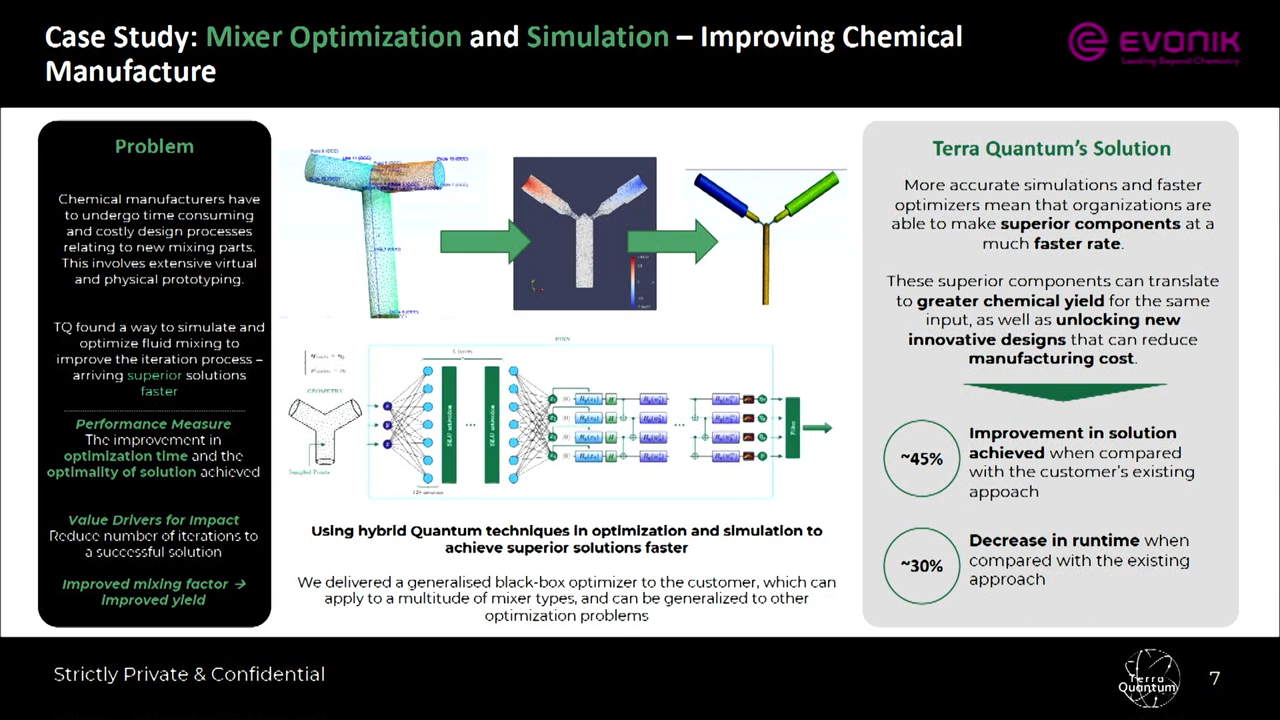 Case Study: Mixer Optimization and Simulation – Improving Chemical
Manufacture
EVONIK
Leading Beyond Chemistry
Problem
Chemical manufacturers have
to undergo time consuming
and costly design processes
relating to new mixing parts.
This involves extensive virtual
and physical prototyping.
TQ found a way to simulate and
optimize fluid mixing to
improve the iteration process –
arriving superior solutions
faster
Performance Measure
The improvement in
optimization time and the
optimality of solution achieved
Value Drivers for Impact
Reduce number of iterations to
a successful solution
Improved mixing factor →
Improved yield
PINN
GEOMETRY
Sampled Points
Filter
Using hybrid Quantum techniques in optimization and simulation to
achieve superior solutions faster
We delivered a generalised black-box optimizer to the customer, which can
apply to a multitude of mixer types, and can be generalized to other
optimization problems
Terra Quantum's Solution
More accurate simulations and faster
optimizers mean that organizations are
able to make superior components at a
much faster rate.
These superior components can translate
to greater chemical yield for the same
input, as well as unlocking new
innovative designs that can reduce
manufacturing cost.
~45%
Improvement in solution
achieved when compared
with the customer's existing
appoach
~30%
Decrease in runtime when
compared with the existing
approach
Strictly Private & Confidential
Terra
Quantum
7